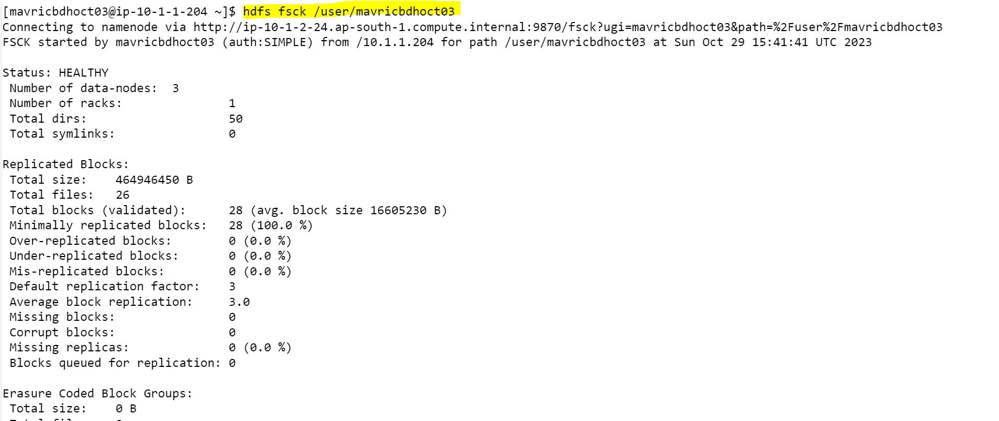 [mavricbdhoct03@ip-10-1-1-204 ~]$ hdfs fsck /user/mavricbdhoct03
Connecting to namenode via http://ip-10-1-2-24.ap-south-1.compute.internal:9870/fsck?ugi=mavricbdhoct03&path=%2Fuser%2Fmavricbdhoct03
FSCK started by mavricbdhoct03 (auth:SIMPLE) from /10.1.1.204 for path /user/mavricbdhoct03 at Sun Oct 29 15:41:41 UTC 2023
Status: HEALTHY
Number of data-nodes: 3
Number of racks: 1
Total dirs: 50
Total symlinks: 0
Replicated Blocks:
Total size: 464946450 B
Total files: 26
Total blocks (validated): 28 (avg. block size 16605230 B)
Minimally replicated blocks: 28 (100.0 %)
Over-replicated blocks: 0 (0.0 %)
Under-replicated blocks: 0 (0.0 %)
Mis-replicated blocks: 0 (0.0 %)
Default replication factor: 3
Average block replication: 3.0
Missing blocks: 0
Corrupt blocks: 0
Missing replicas: 0 (0.0 %)
Blocks queued for replication: 0
Erasure Coded Block Groups:
Total size: 0 B